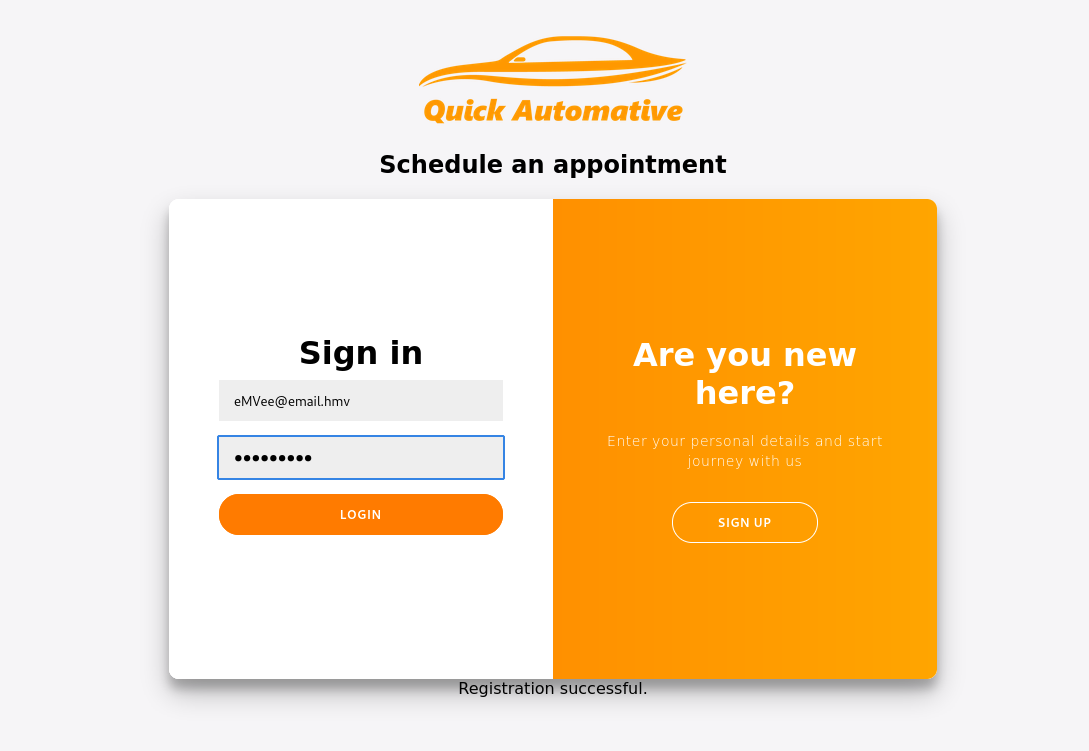 Quick Automative
Schedule an appointment
Sign in
eMVee@email.hmv
●●●●●●●●●
LOGIN
Are you new
here?
Enter your personal details and start
journey with us
SIGN UP
Registration successful.